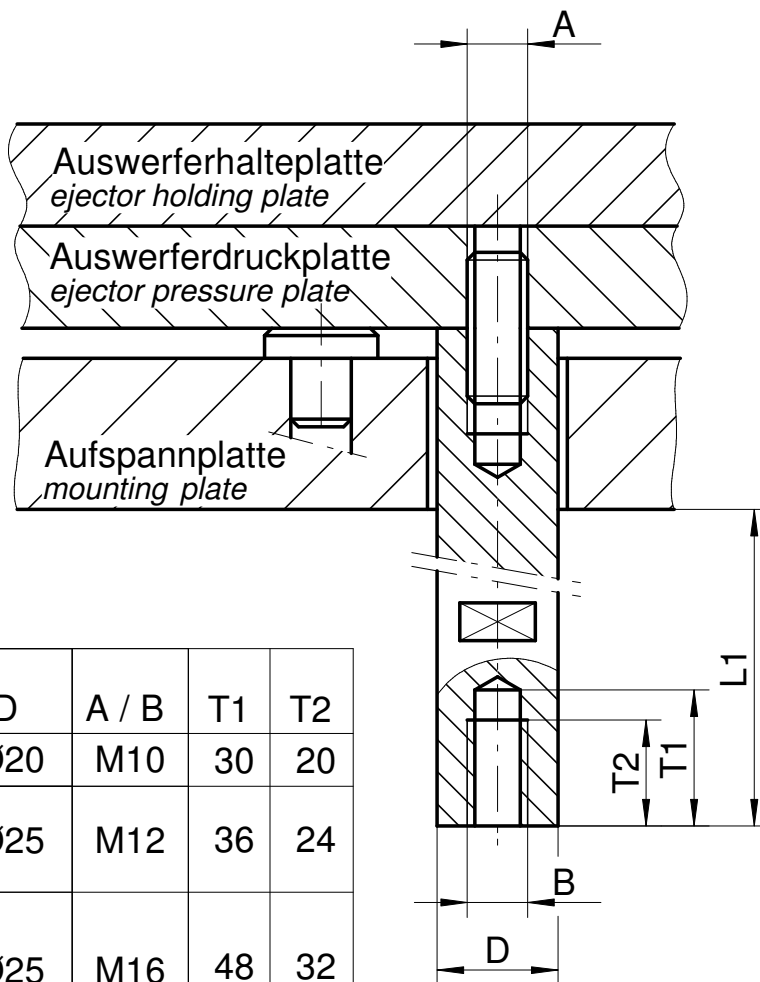 A
Auswerferhalteplatte
ejector holding plate
Auswerferdruckplatte
ejector pressure plate
Aufspannplatte
mounting plate
L1
T2
T1
B
D
D A / B T1 T2
Ø20 M10 30 20
Ø25 M12 36 24
Ø25 M16 48 32